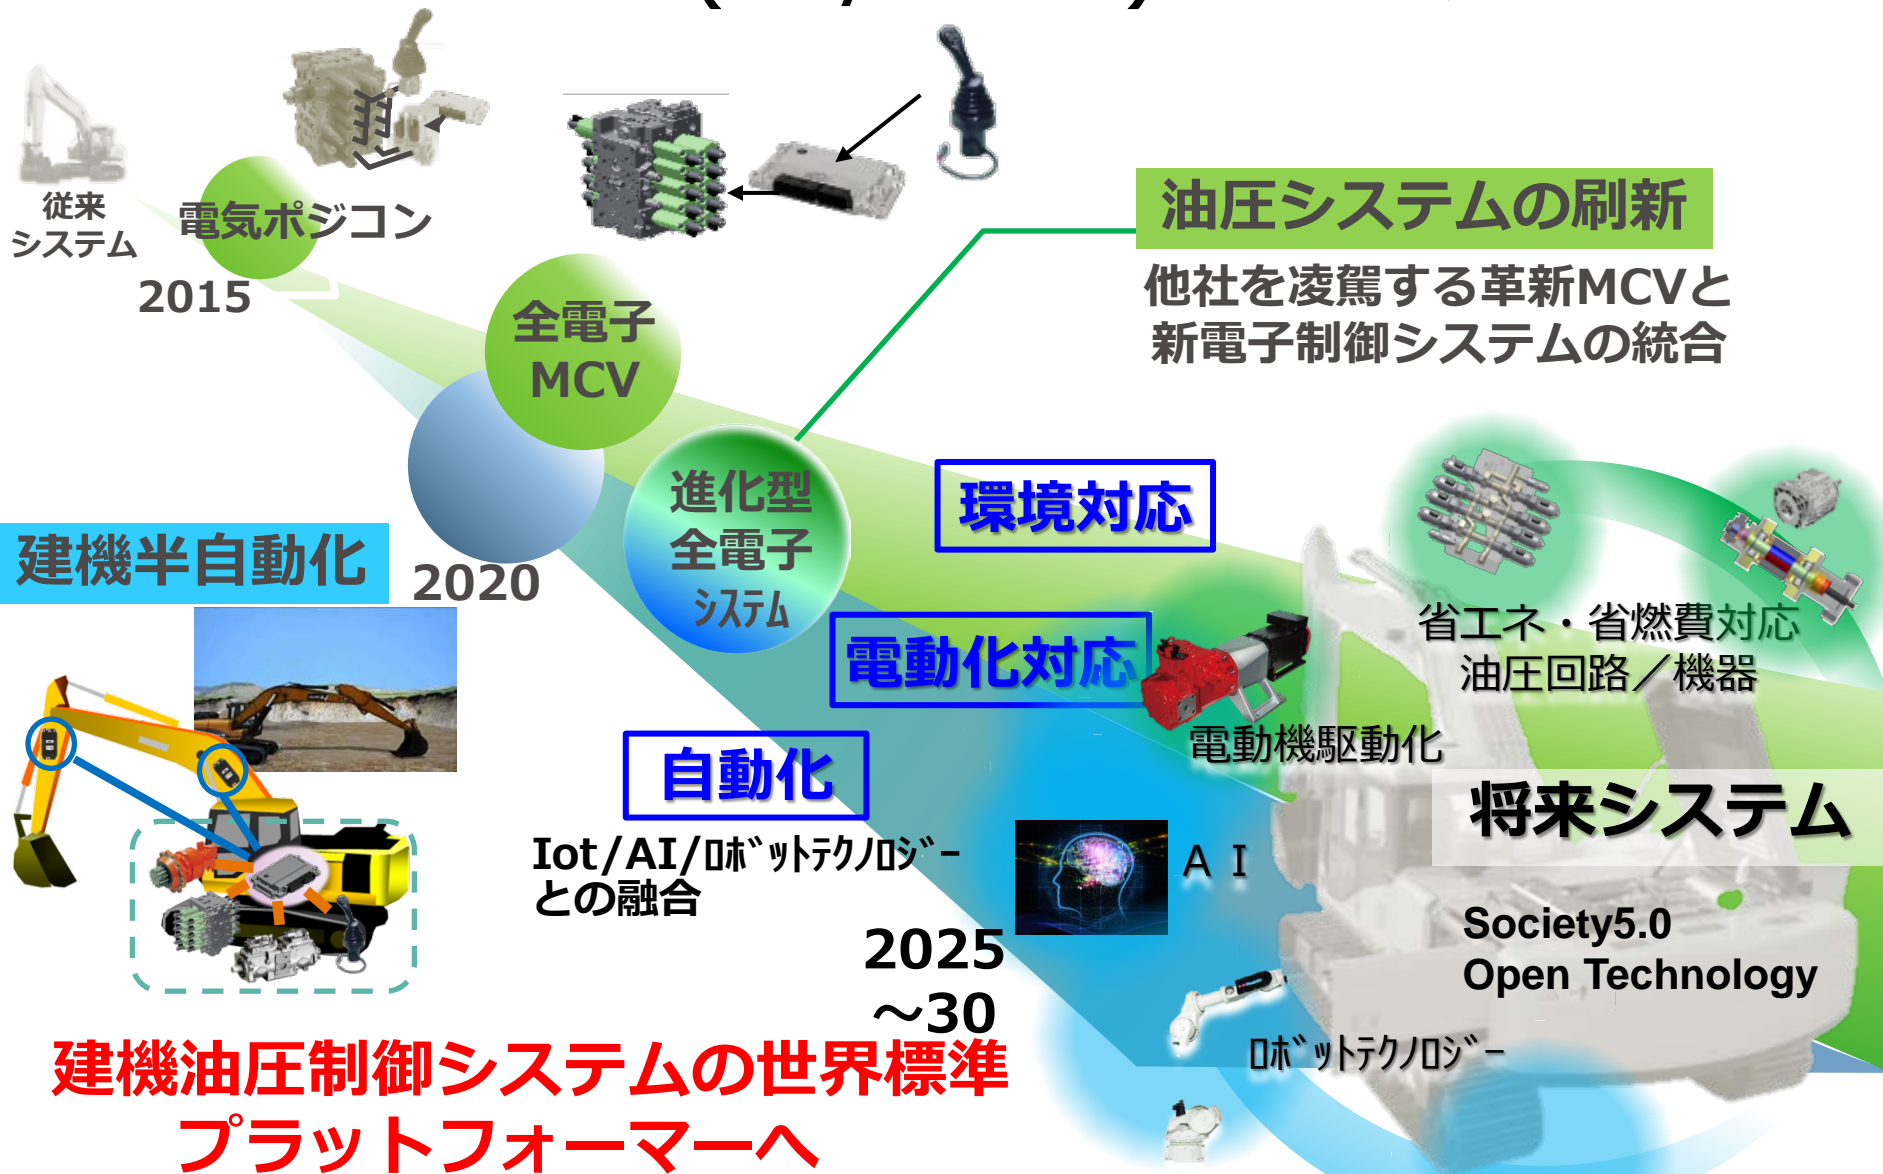 従来
システム
電気ポジコン
2015
全電子
MCV
油圧システムの刷新
他社を凌駕する革新MCVと
新電子制御システムの統合
進化型
全電子
ｼｽﾃﾑ
2020
建機半自動化
環境対応
電動化対応
自動化
Iot/AI/ﾛﾎﾞｯﾄﾃｸﾉﾛｼﾞｰ
との融合
2025
～30
省エネ・省燃費対応
油圧回路／機器
電動機駆動化
将来システム
ＡＩ
Society5.0
Open Technology
ﾛﾎﾞｯﾄﾃｸﾉﾛｼﾞｰ
建機油圧制御システムの世界標準
プラットフォーマーへ